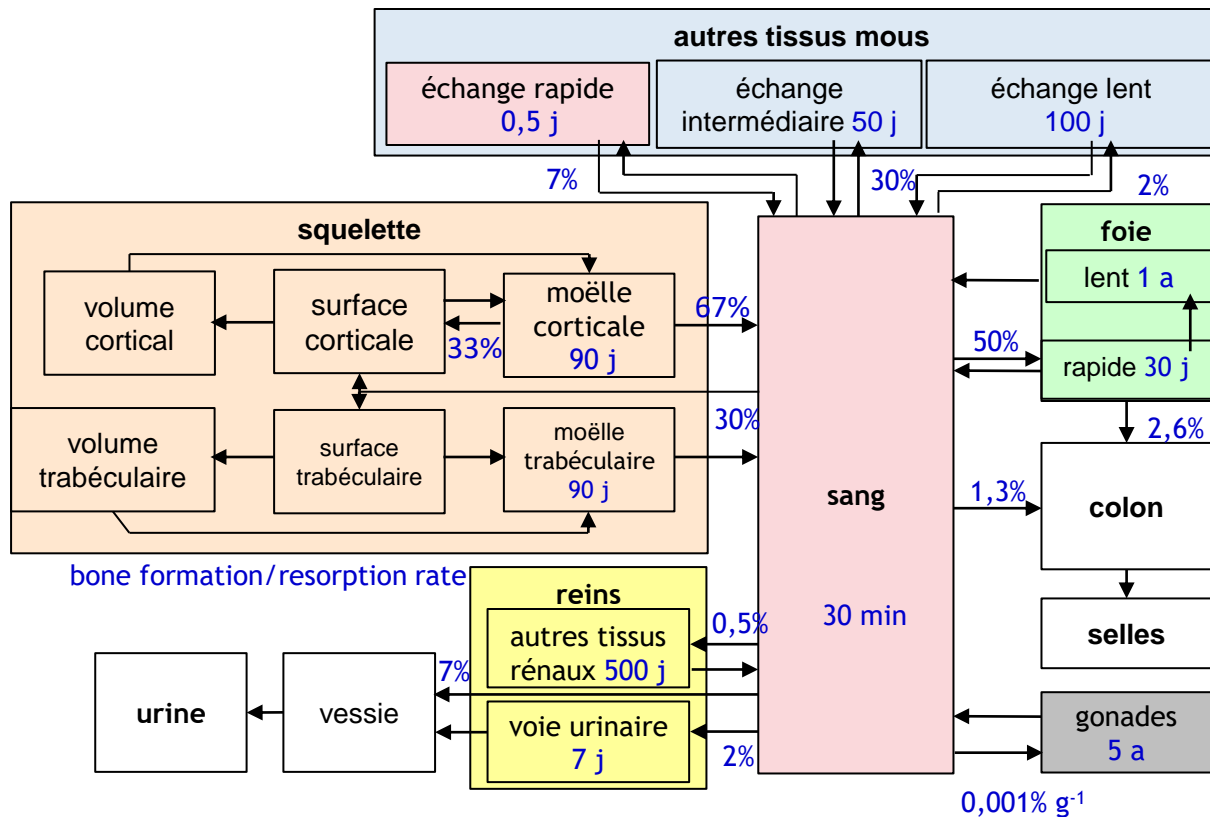 autres tissus mous
échange rapide
0,5 j
échange
intermédiaire 50 j
échange lent
100 j
7%
30%
2%
squelette
volume
cortical
surface
corticale
moëlle
corticale
90 j
67%
33%
foie
lent 1 a
50%
rapide 30 j
2,6%
30%
volume
trabéculaire
surface
trabéculaire
moëlle
trabéculaire
90 j
sang
30 min
1,3%
colon
selles
bone formation/resorption rate
reins
autres tissus
rénaux 500 j
0,5%
7%
urine
vessie
voie urinaire
7 j
2%
gonades
5 a
0,001% g⁻¹